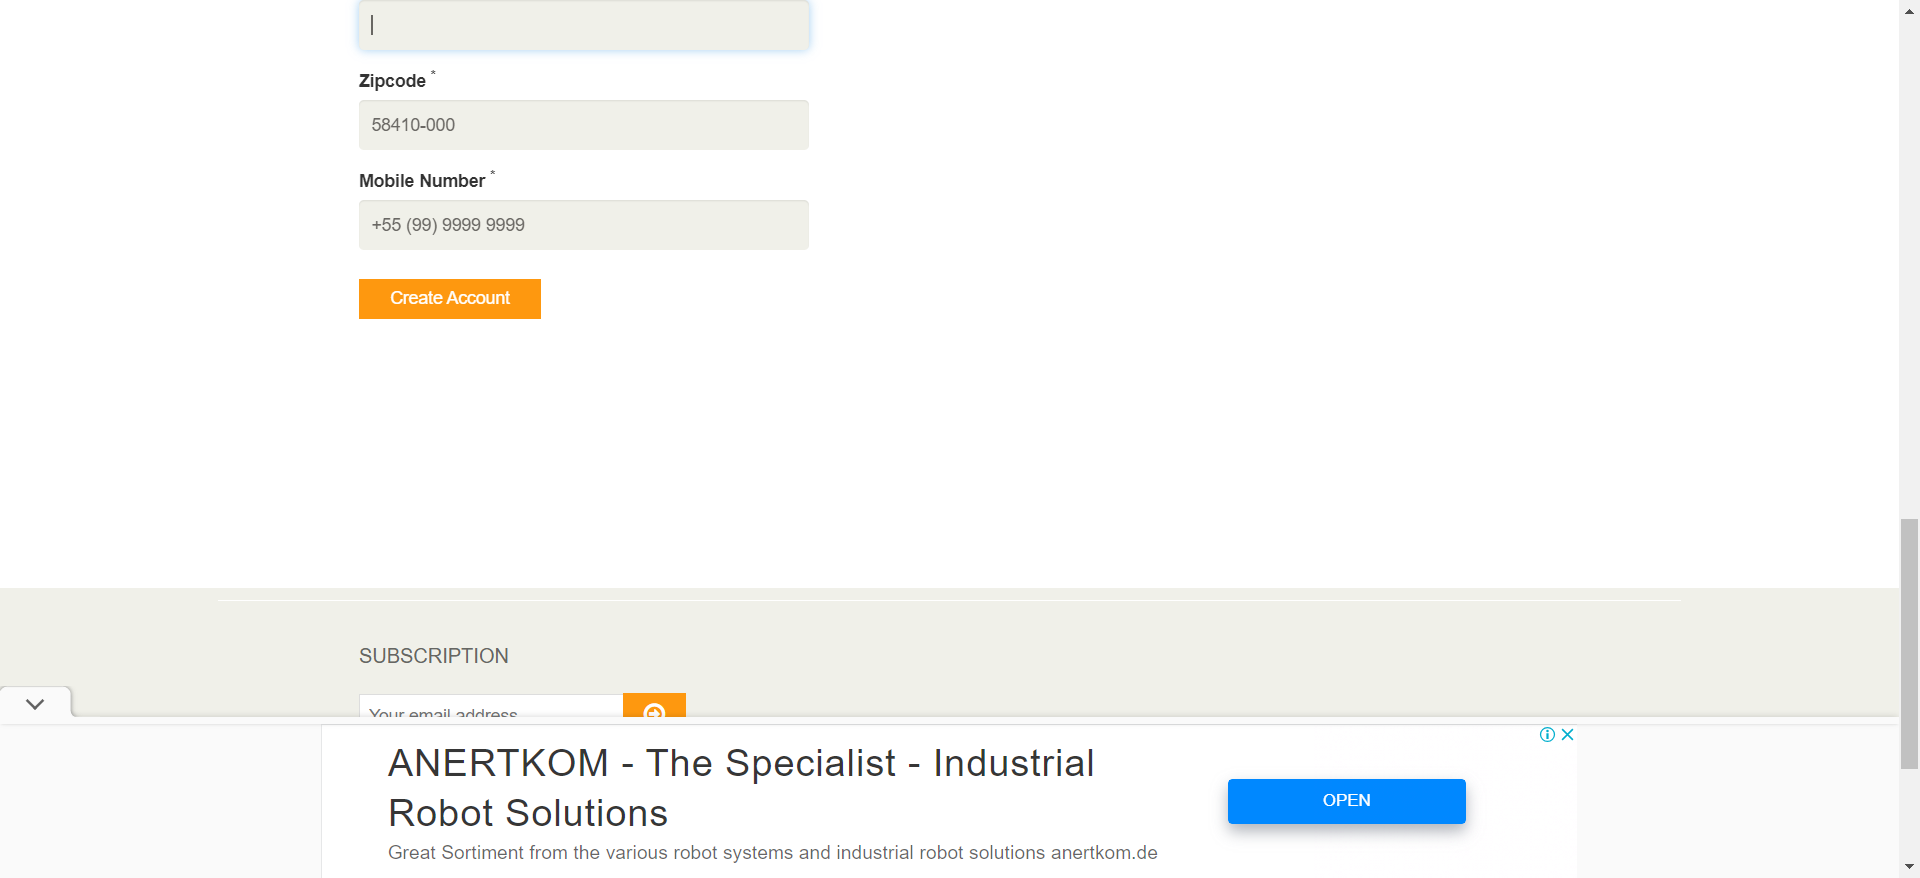 Zipcode *
58410-000
Mobile Number *
+55 (99) 9999 9999
Create Account
SUBSCRIPTION
Your email address
ANERTKOM - The Specialist - Industrial
Robot Solutions
OPEN
Great Sortiment from the various robot systems and industrial robot solutions anertkom.de